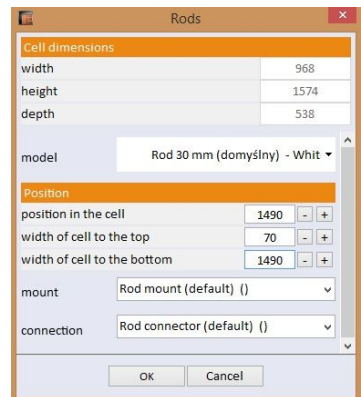 Rods
Cell dimensions
width 968
height 1574
depth 538
model Rod 30 mm (domyślny) - Whit
Position
position in the cell 1490 - +
width of cell to the top 70 - +
width of cell to the bottom 1490 - +
mount Rod mount (default) ()
connection Rod connector (default) ()
OK Cancel